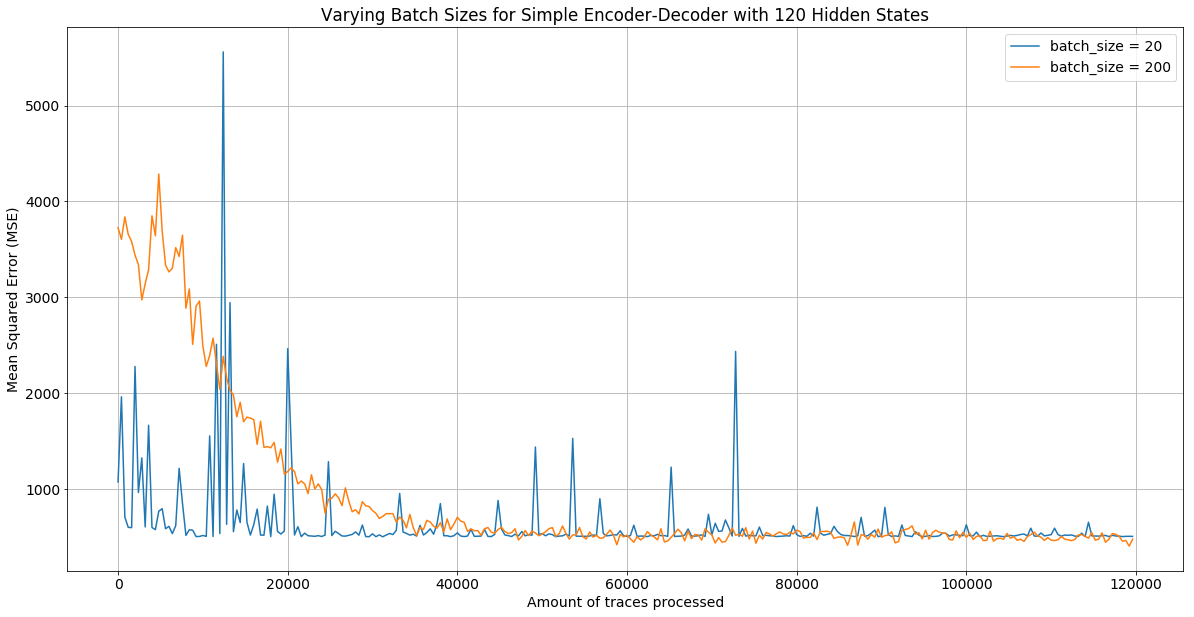 Varying Batch Sizes for Simple Encoder-Decoder with 120 Hidden States
batch_size = 20
batch_size = 200
Mean Squared Error (MSE)
5000
4000
3000
2000
1000
0 20000 40000 60000 80000 100000 120000
Amount of traces processed